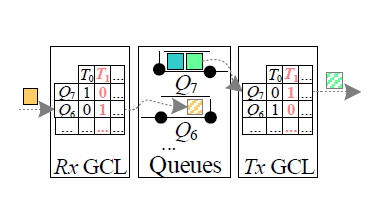 T0 T1 ...
Q7 1 0 ...
Q6 0 1 ...
... ... ...
Rx GCL
Q7
Q6
...
Queues
T0 T1 ...
Q7 0 1 ...
Q6 1 0 ...
... ... ...
Tx GCL